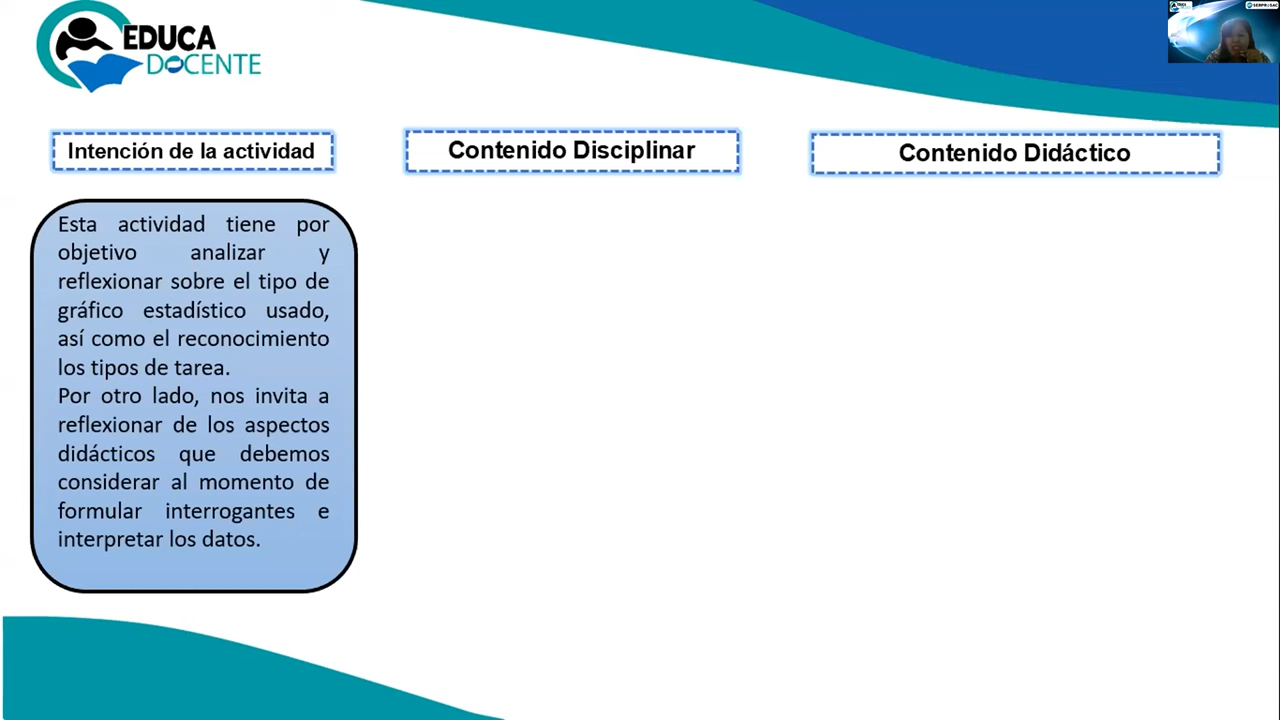 EDUCA
DOCENTE
SERPROSAC
Intención de la actividad
Contenido Disciplinar
Contenido Didáctico
Esta actividad tiene por
objetivo analizar y
reflexionar sobre el tipo de
gráfico estadístico usado,
así como el reconocimiento
los tipos de tarea.
Por otro lado, nos invita a
reflexionar de los aspectos
didácticos que debemos
considerar al momento de
formular interrogantes e
interpretar los datos.